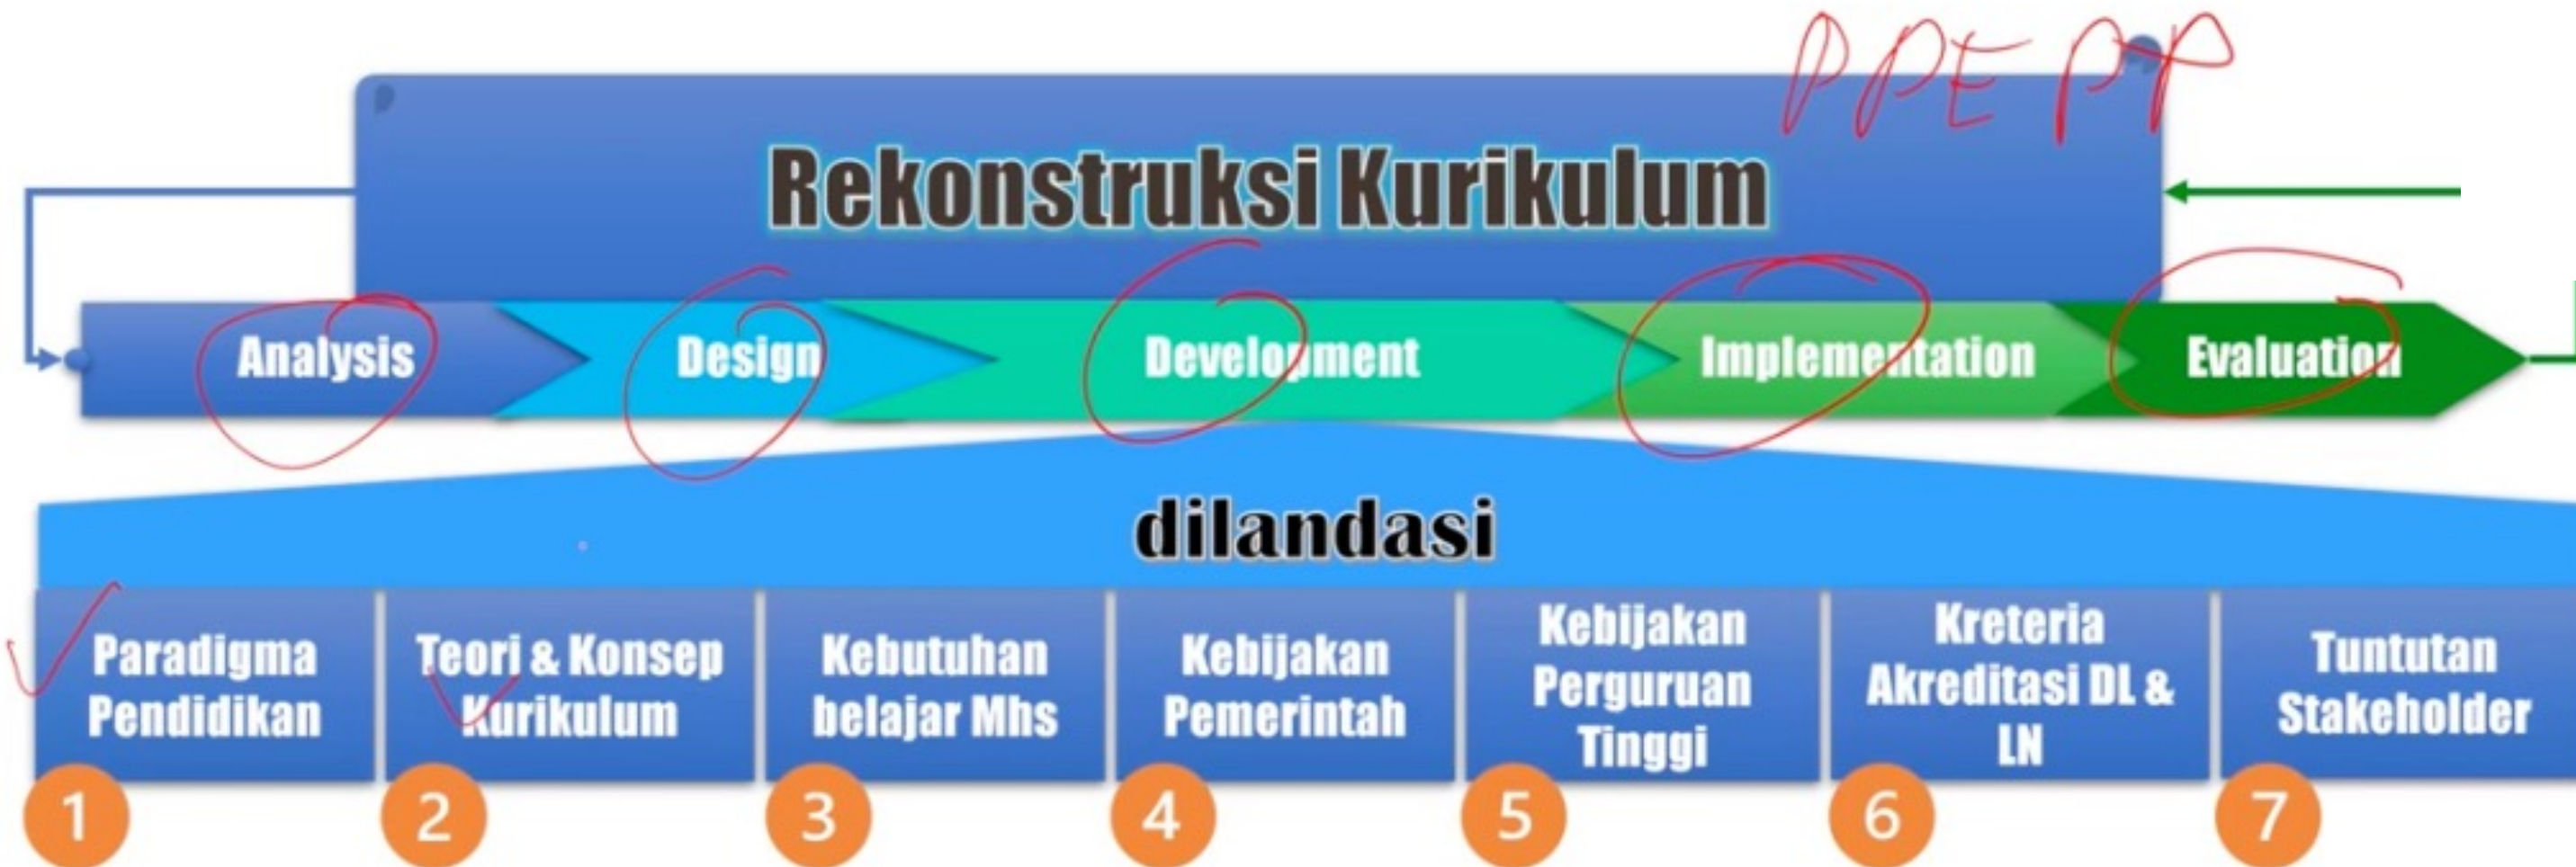 PPEPP
Rekonstruksi Kurikulum
Analysis
Design
Development
Implementation
Evaluation
dilandasi
Paradigma
Pendidikan
1
Teori & Konsep
Kurikulum
2
Kebutuhan
belajar Mhs
3
Kebijakan
Pemerintah
4
Kebijakan
Perguruan
Tinggi
5
Kreteria
Akreditasi DL &
LN
6
Tuntutan
Stakeholder
7